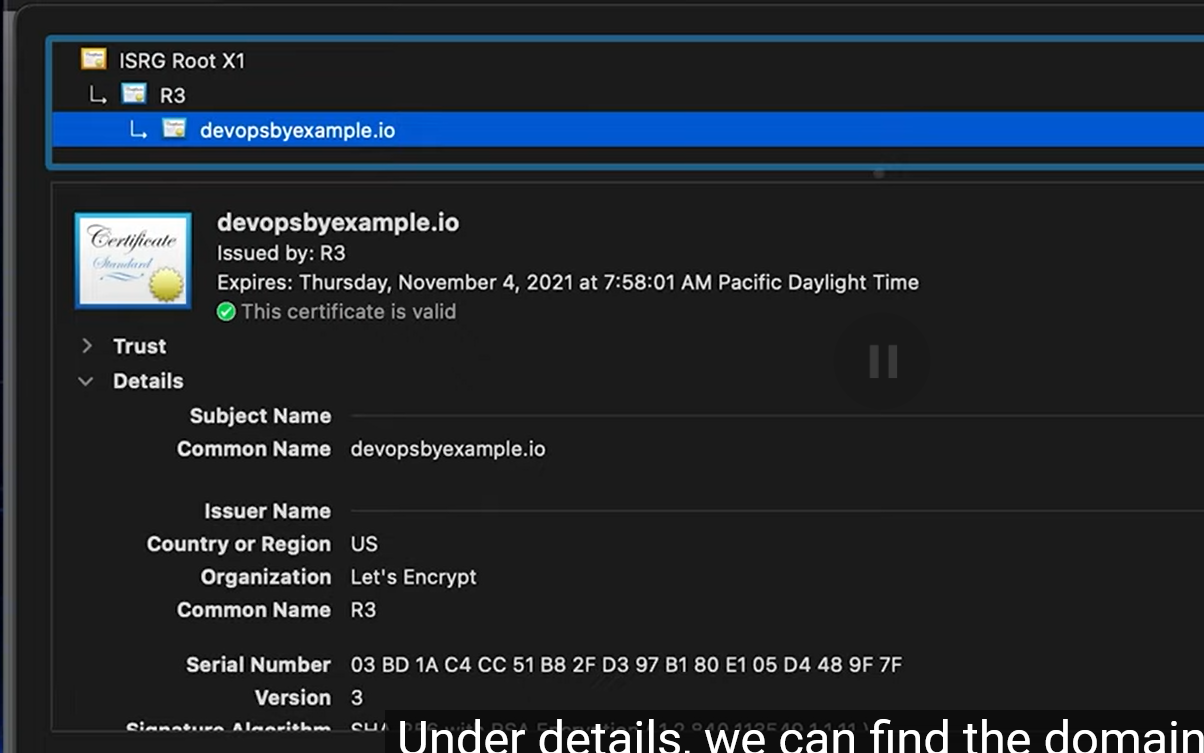 ISRG Root X1
R3
devopsbyexample.io
Certificate
Standard
devopsbyexample.io
Issued by: R3
Expires: Thursday, November 4, 2021 at 7:58:01 AM Pacific Daylight Time
This certificate is valid
Trust
Details
Subject Name
Common Name devopsbyexample.io
Issuer Name
Country or Region US
Organization Let's Encrypt
Common Name R3
Serial Number 03 BD 1A C4 CC 51 B8 2F D3 97 B1 80 E1 05 D4 48 9F 7F
Version 3
Signature Algorithm
Under details, we can find the domain